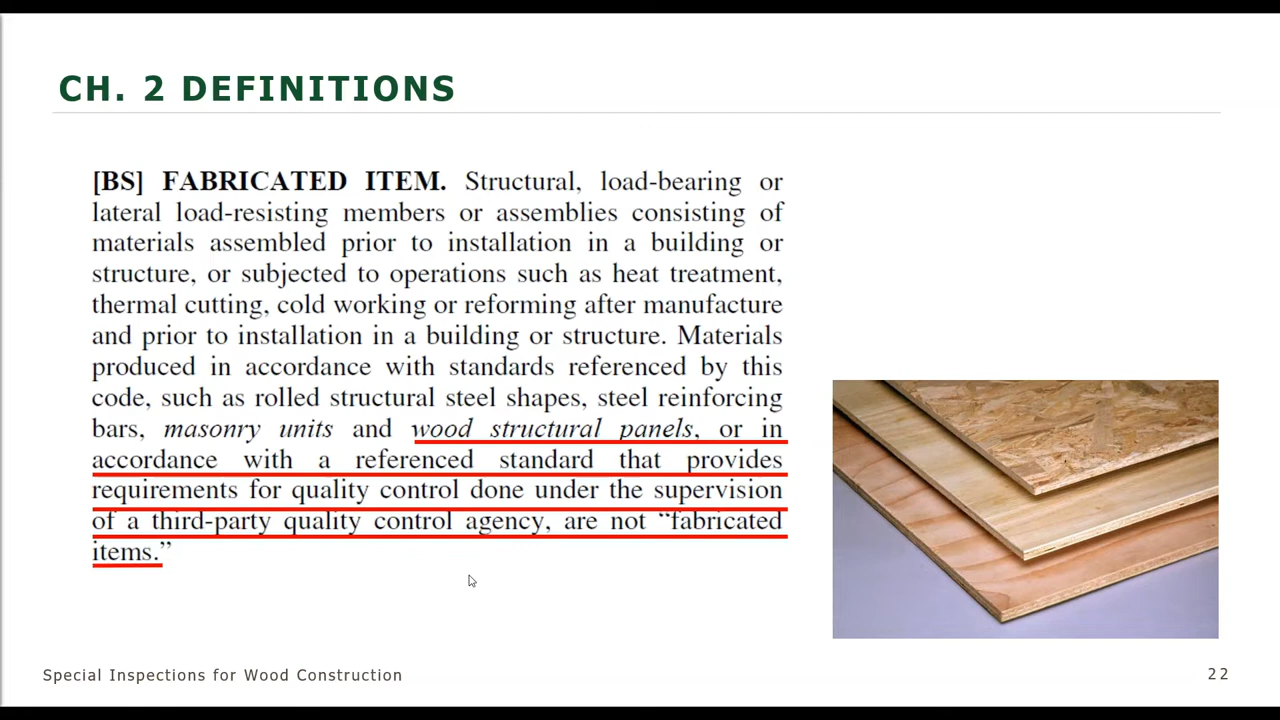 CH. 2 DEFINITIONS
[BS] FABRICATED ITEM. Structural, load-bearing or
lateral load-resisting members or assemblies consisting of
materials assembled prior to installation in a building or
structure, or subjected to operations such as heat treatment,
thermal cutting, cold working or reforming after manufacture
and prior to installation in a building or structure. Materials
produced in accordance with standards referenced by this
code, such as rolled structural steel shapes, steel reinforcing
bars, masonry units and wood structural panels, or in
accordance with a referenced standard that provides
requirements for quality control done under the supervision
of a third-party quality control agency, are not “fabricated
items.”
Special Inspections for Wood Construction
22